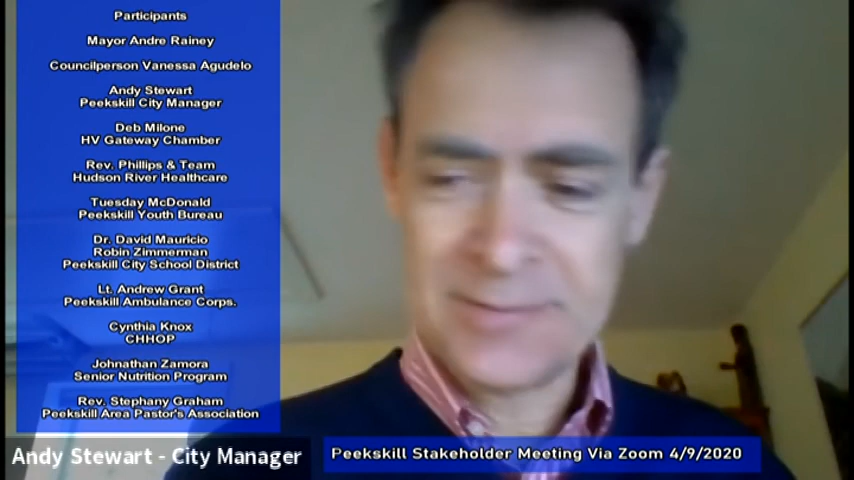 Participants
Mayor Andre Rainey
Councilperson Vanessa Agudelo
Andy Stewart
Peekskill City Manager
Deb Milone
HV Gateway Chamber
Rev. Phillips & Team
Hudson River Healthcare
Tuesday McDonald
Peekskill Youth Bureau
Dr. David Mauricio
Robin Zimmerman
Peekskill City School District
Lt. Andrew Grant
Peekskill Ambulance Corps.
Cynthia Knox
CHHOP
Johnathan Zamora
Senior Nutrition Program
Rev. Stephany Graham
Peekskill Area Pastor's Association
Andy Stewart - City Manager
Peekskill Stakeholder Meeting Via Zoom 4/9/2020